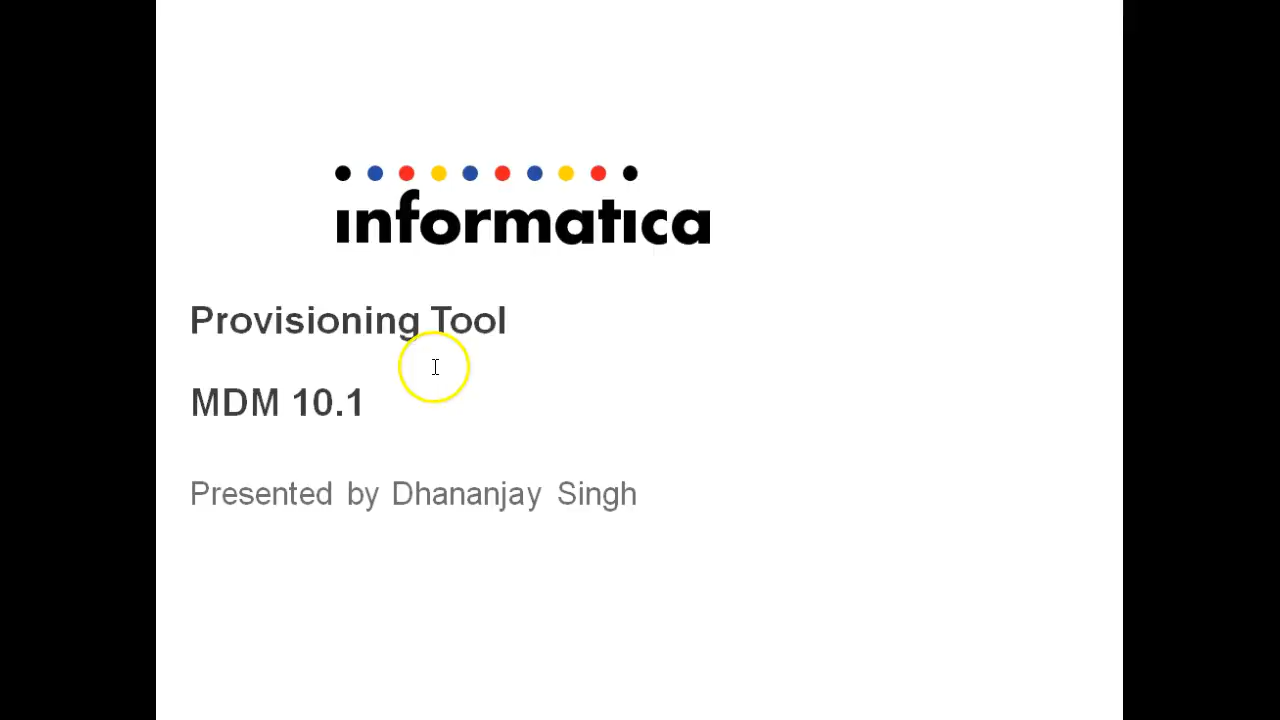 informatica
Provisioning Tool
MDM 10.1
Presented by Dhananjay Singh